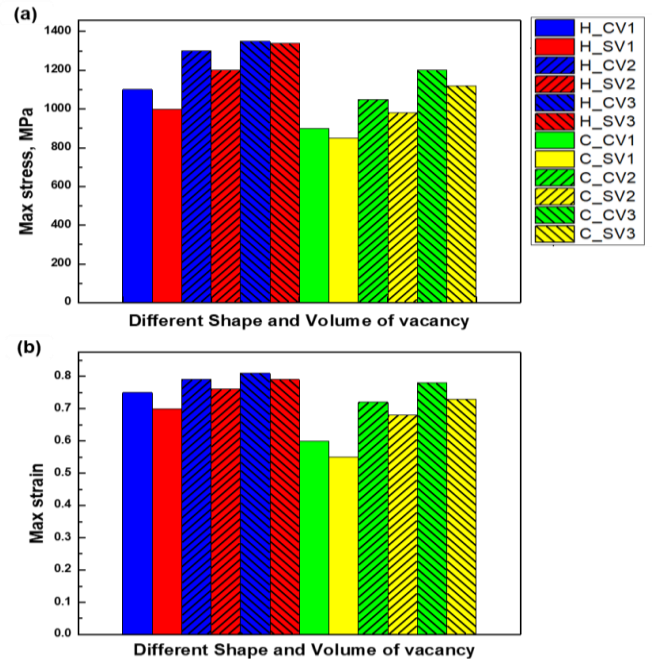 (a)
1400
1200
1000
800
600
400
200
0
Max stress, MPa
Different Shape and Volume of vacancy
H_CV1
H_SV1
H_CV2
H_SV2
H_CV3
H_SV3
C_CV1
C_SV1
C_CV2
C_SV2
C_CV3
C_SV3
(b)
0.8
0.7
0.6
0.5
0.4
0.3
0.2
0.1
0.0
Max strain
Different Shape and Volume of vacancy